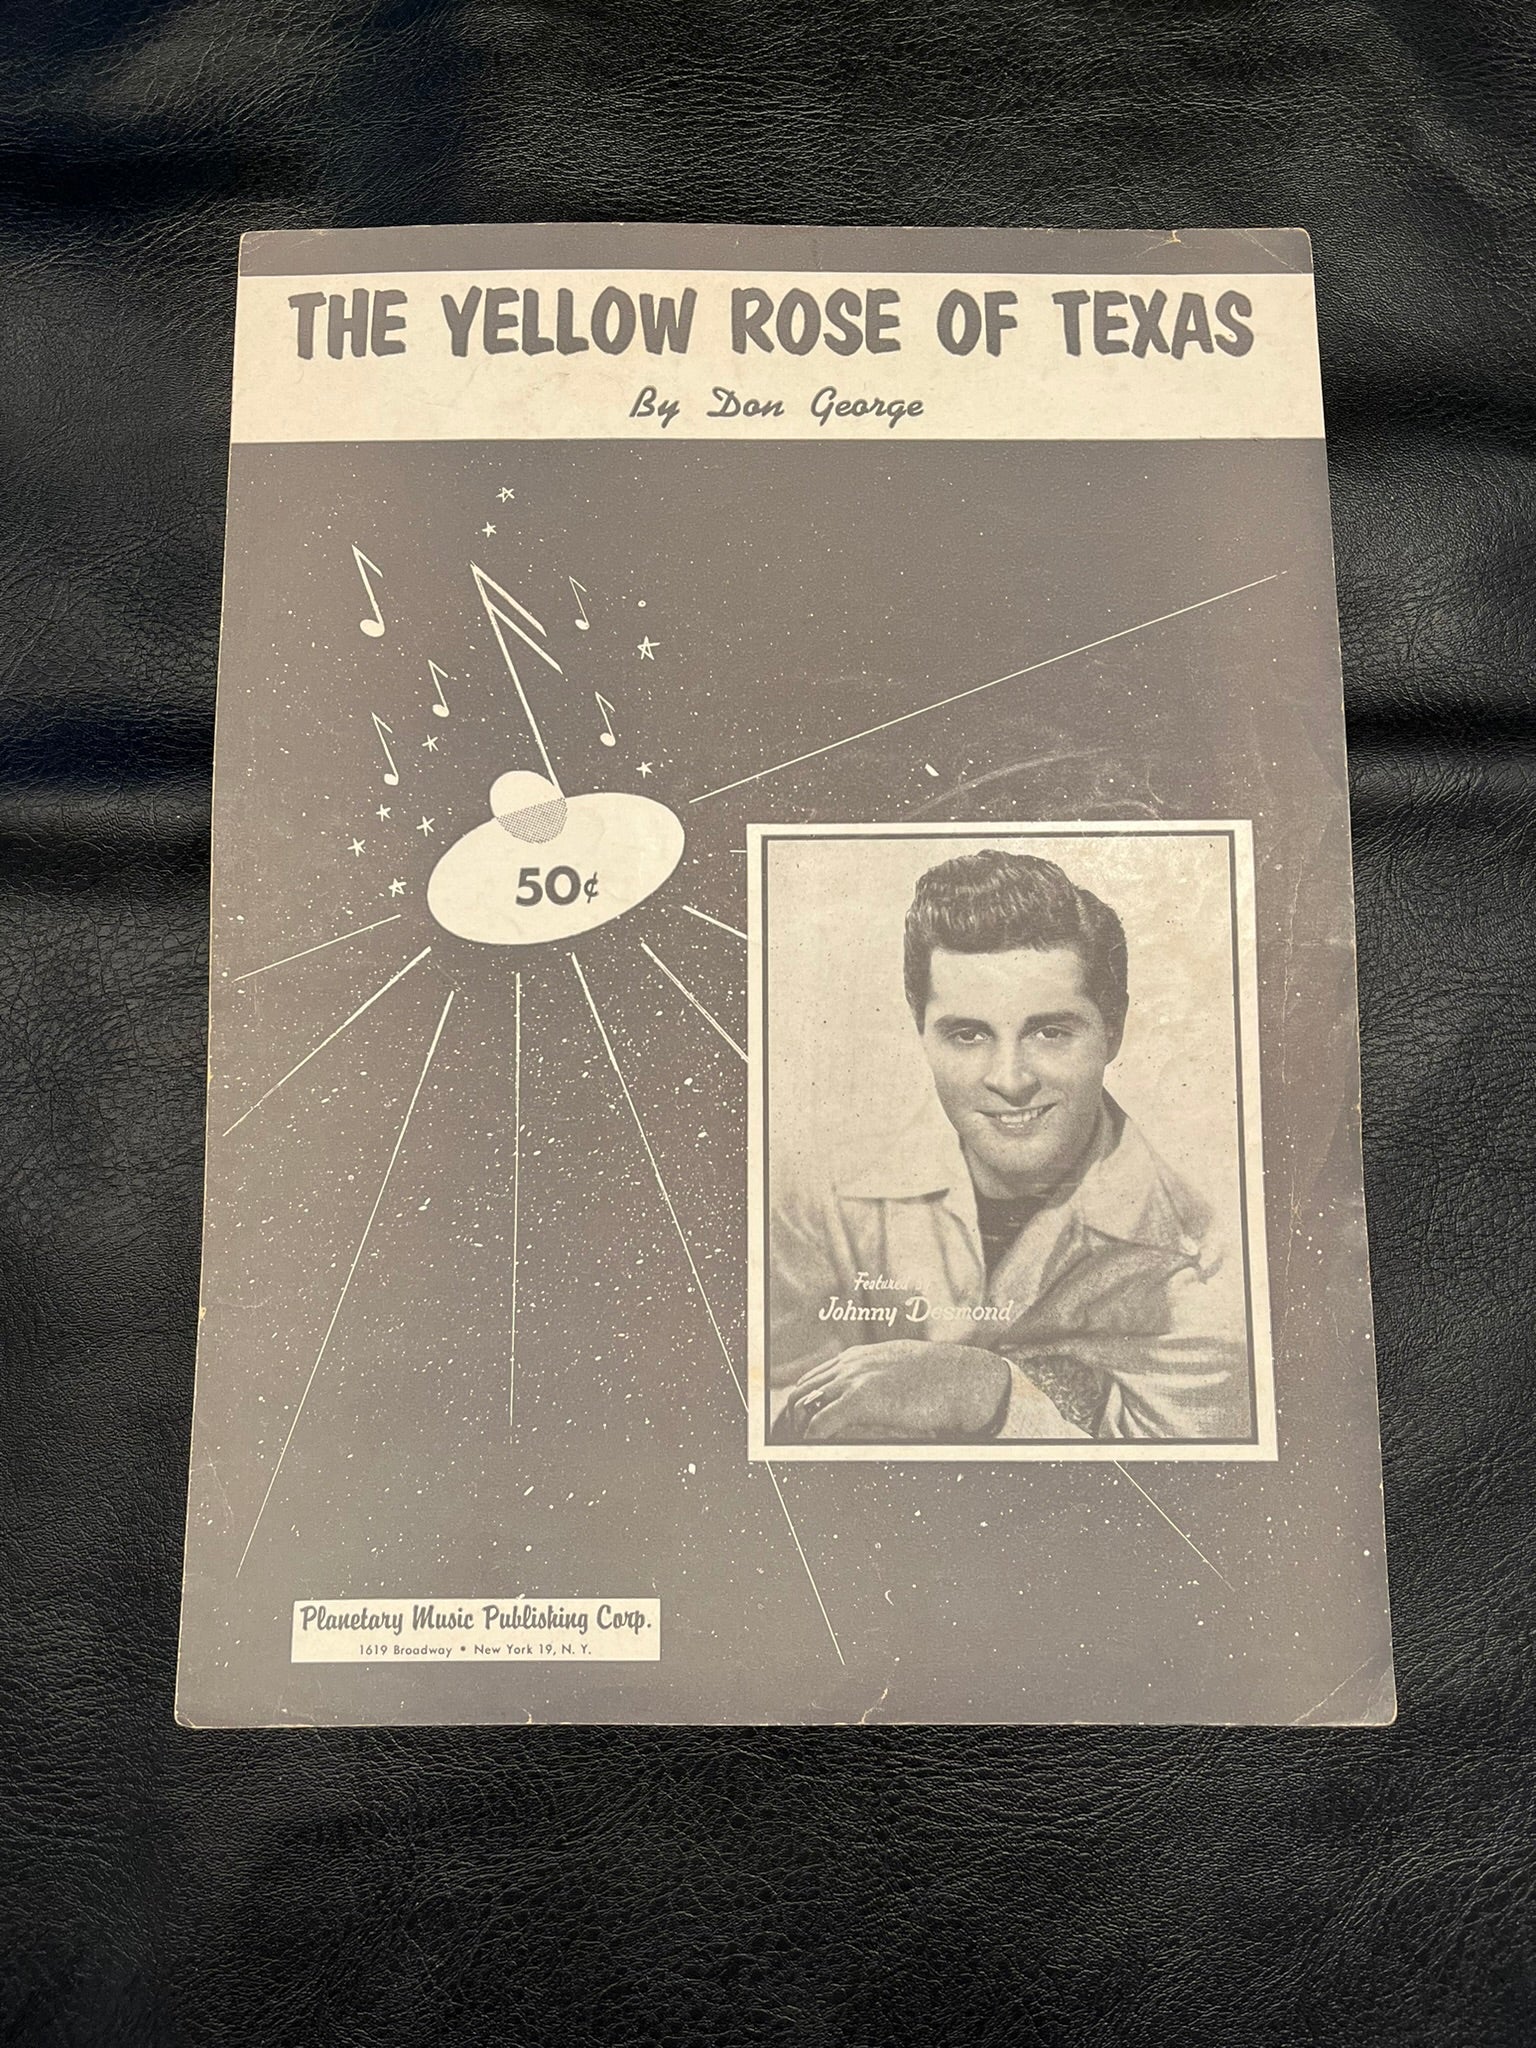 THE YELLOW ROSE OF TEXAS
By Don George
50¢
Featured by
Johnny Desmond
Planetary Music Publishing Corp.
1619 Broadway • New York 19, N. Y.